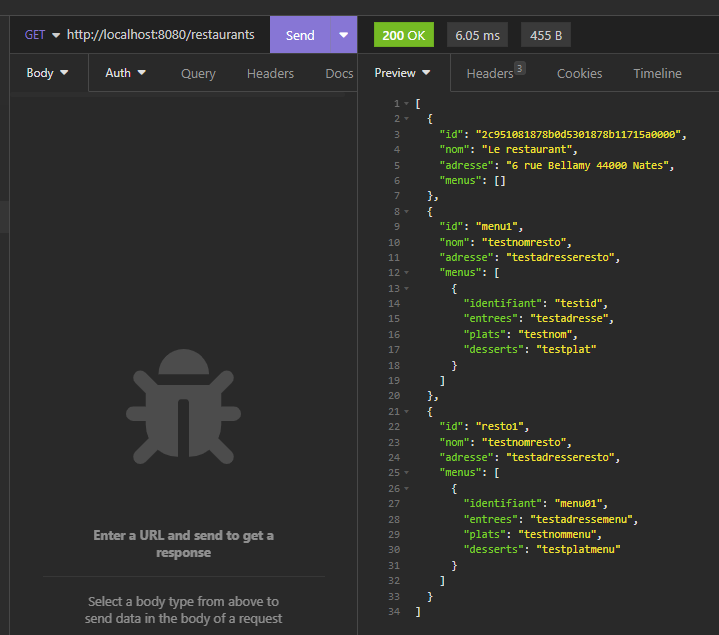 GET http://localhost:8080/restaurants Send 200 OK 6.05 ms 455 B
Body Auth Query Headers Docs Preview Headers 3 Cookies Timeline
Enter a URL and send to get a
response
Select a body type from above to
send data in the body of a request
1 [
2 {
3 "id": "2c951081878b0d5301878b11715a0000",
4 "nom": "Le restaurant",
5 "adresse": "6 rue Bellamy 44000 Nates",
6 "menus": []
7 },
8 {
9 "id": "menu1",
10 "nom": "testnomresto",
11 "adresse": "testadresseresto",
12 "menus": [
13 {
14 "identifiant": "testid",
15 "entrees": "testadresse",
16 "plats": "testnom",
17 "desserts": "testplat"
18 }
19 ]
20 },
21 {
22 "id": "resto1",
23 "nom": "testnomresto",
24 "adresse": "testadresseresto",
25 "menus": [
26 {
27 "identifiant": "menu01",
28 "entrees": "testadressemenu",
29 "plats": "testnommenu",
30 "desserts": "testplatmenu"
31 }
32 ]
33 }
34 ]